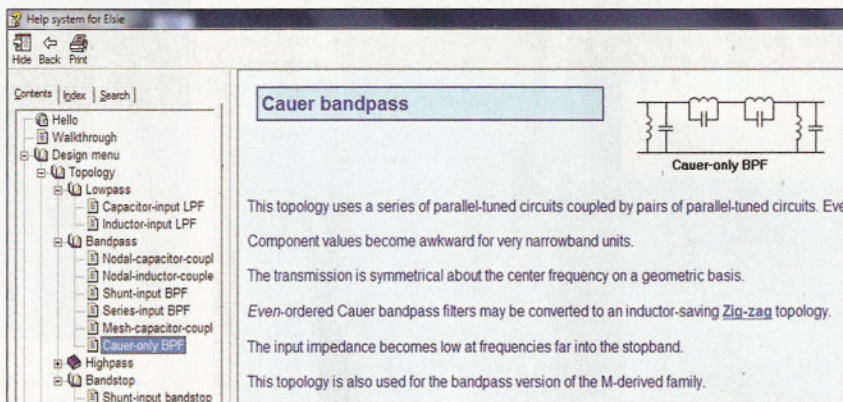 Help system for Elsie
Hide Back Print
Contents Index Search
Hello
Walkthrough
Design menu
Topology
Lowpass
Capacitor-input LPF
Inductor-input LPF
Bandpass
Nodal-capacitor-coupl
Nodal-inductor-couple
Shunt-input BPF
Series-input BPF
Mesh-capacitor-coupl
Cauer-only BPF
Highpass
Bandstop
Shunt-input bandstop
Cauer bandpass
Cauer-only BPF
This topology uses a series of parallel-tuned circuits coupled by pairs of parallel-tuned circuits. Eve
Component values become awkward for very narrowband units.
The transmission is symmetrical about the center frequency on a geometric basis.
Even-ordered Cauer bandpass filters may be converted to an inductor-saving Zig-zag topology.
The input impedance becomes low at frequencies far into the stopband.
This topology is also used for the bandpass version of the M-derived family.